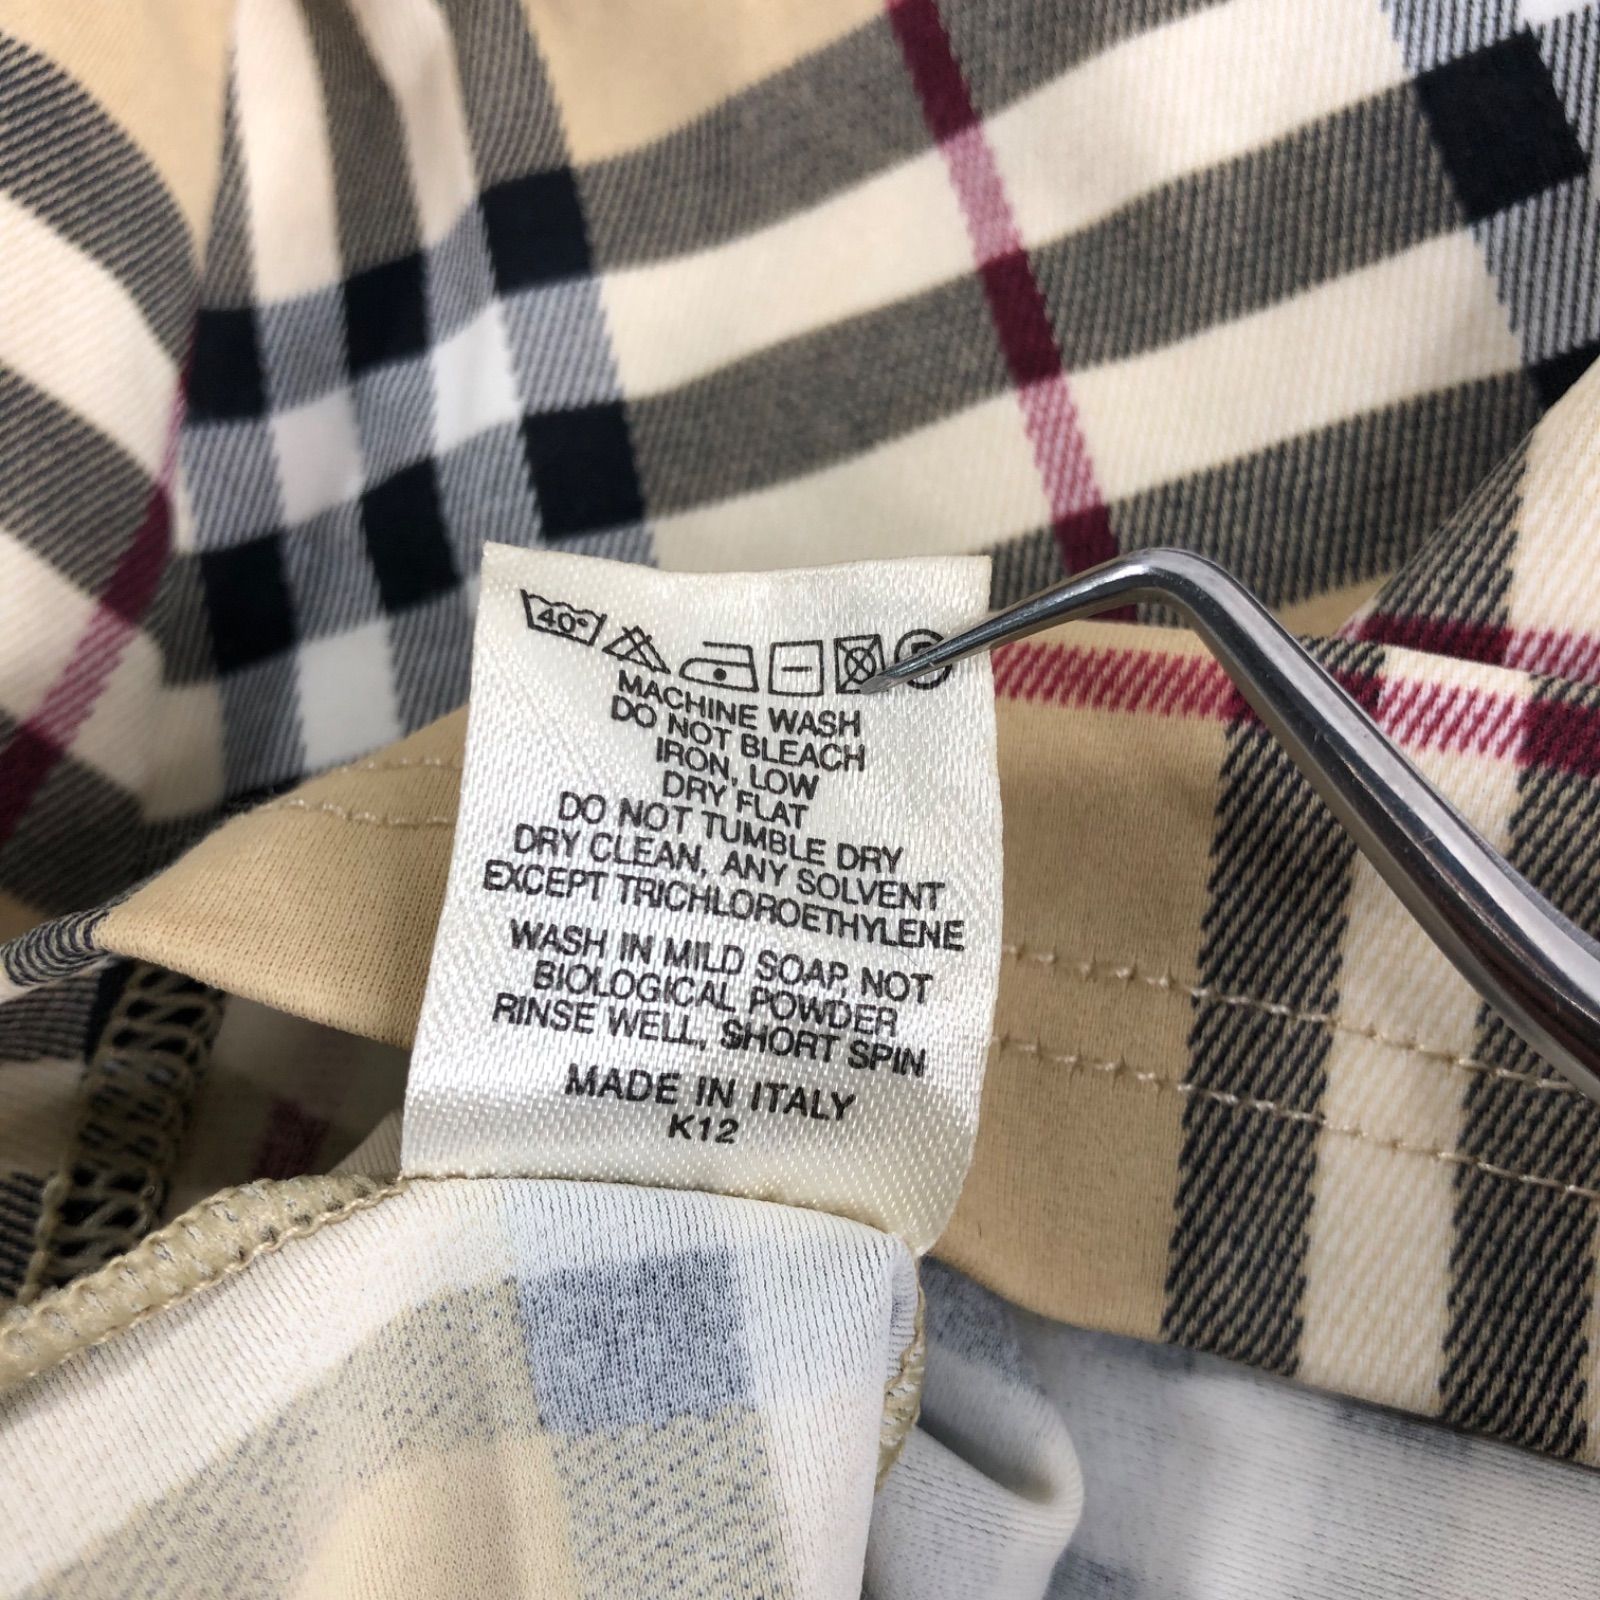 40°
MACHINE WASH
DO NOT BLEACH
IRON, LOW
DRY FLAT
DO NOT TUMBLE DRY
DRY CLEAN, ANY SOLVENT
EXCEPT TRICHLOROETHYLENE
WASH IN MILD SOAP, NOT
BIOLOGICAL POWDER
RINSE WELL, SHORT SPIN
MADE IN ITALY
K12